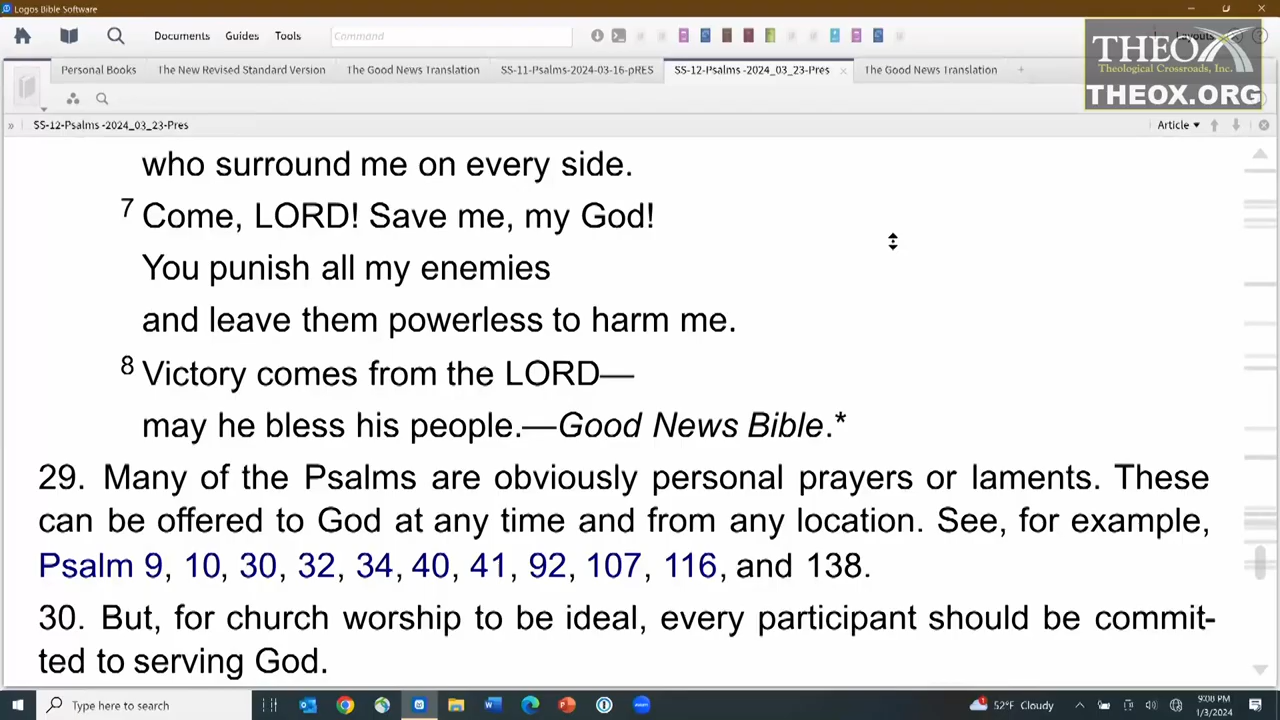 Logos Bible Software
Documents Guides Tools Command Layouts
THEOX
Theological Crossroads, Inc.
THEOX.ORG
Personal Books The New Revised Standard Version The Good News 11-Psalms-2024-03-16-pRES SS-12-Psalms -2024_03_23-Pres The Good News Translation
SS-12-Psalms -2024_03_23-Pres Article
who surround me on every side.
7 Come, LORD! Save me, my God!
You punish all my enemies
and leave them powerless to harm me.
8 Victory comes from the LORD—
may he bless his people.—Good News Bible.*
29. Many of the Psalms are obviously personal prayers or laments. These
can be offered to God at any time and from any location. See, for example,
Psalm 9, 10, 30, 32, 34, 40, 41, 92, 107, 116, and 138.
30. But, for church worship to be ideal, every participant should be commit-
ted to serving God.
Type here to search 52°F Cloudy 9:08 PM
1/3/2024